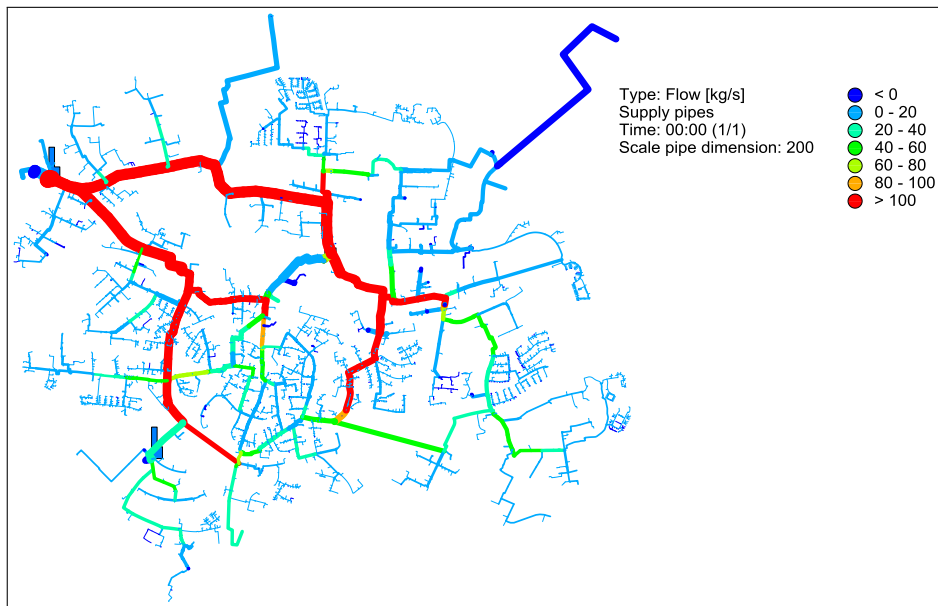 Type: Flow [kg/s]
Supply pipes
Time: 00:00 (1/1)
Scale pipe dimension: 200
< 0
0 - 20
20 - 40
40 - 60
60 - 80
80 - 100
> 100